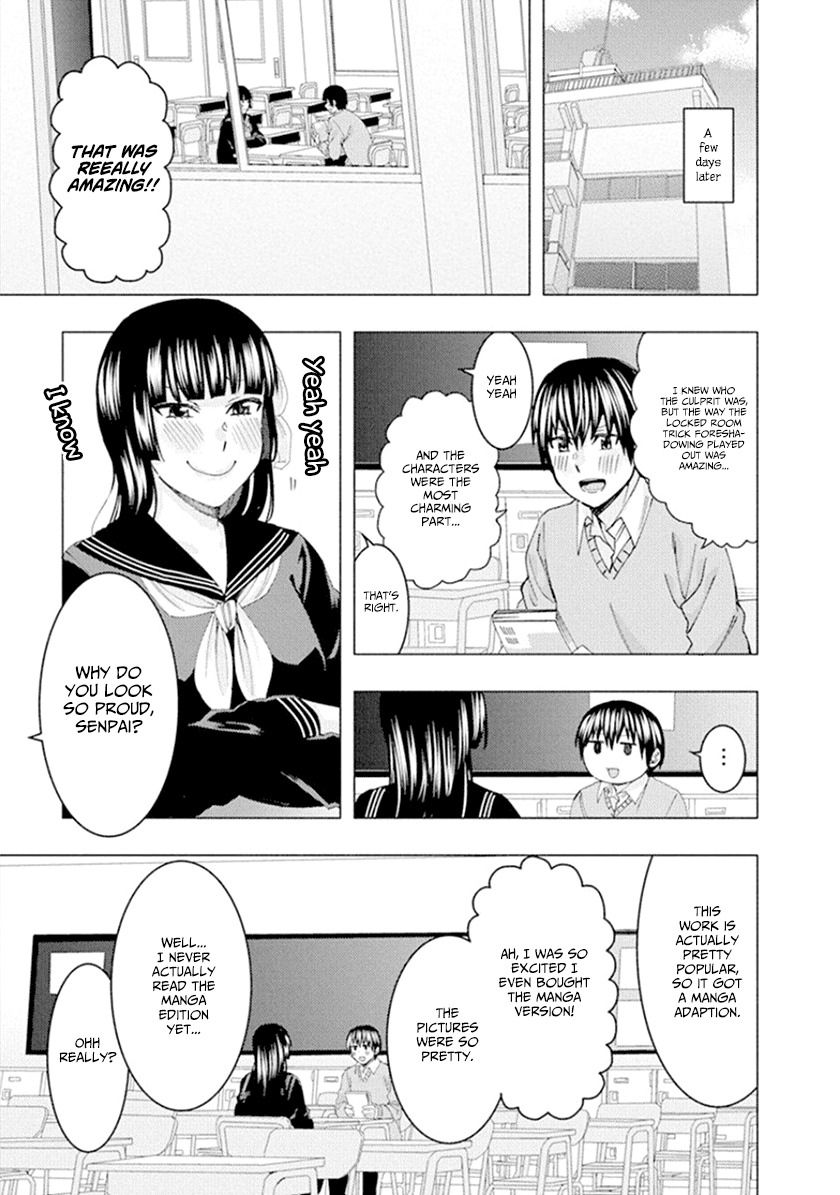 A
few
days
later
THAT WAS
REEALLY
AMAZING!!
I KNEW WHO
THE CULPRIT WAS,
BUT THE WAY THE
LOCKED ROOM
TRICK FORESHA-
DOWING PLAYED
OUT WAS
AMAZING...
YEAH
YEAH
AND THE
CHARACTERS
WERE THE
MOST
CHARMING
PART...
THAT'S
RIGHT.
Yeah yeah
I know
...
WHY DO
YOU LOOK
SO PROUD,
SENPAI?
THIS
WORK IS
ACTUALLY
PRETTY
POPULAR,
SO IT GOT
A MANGA
ADAPTION.
AH, I WAS SO
EXCITED I
EVEN BOUGHT
THE MANGA
VERSION!
THE
PICTURES
WERE SO
PRETTY.
WELL...
I NEVER
ACTUALLY
READ THE
MANGA
EDITION
YET...
OHH
REALLY?